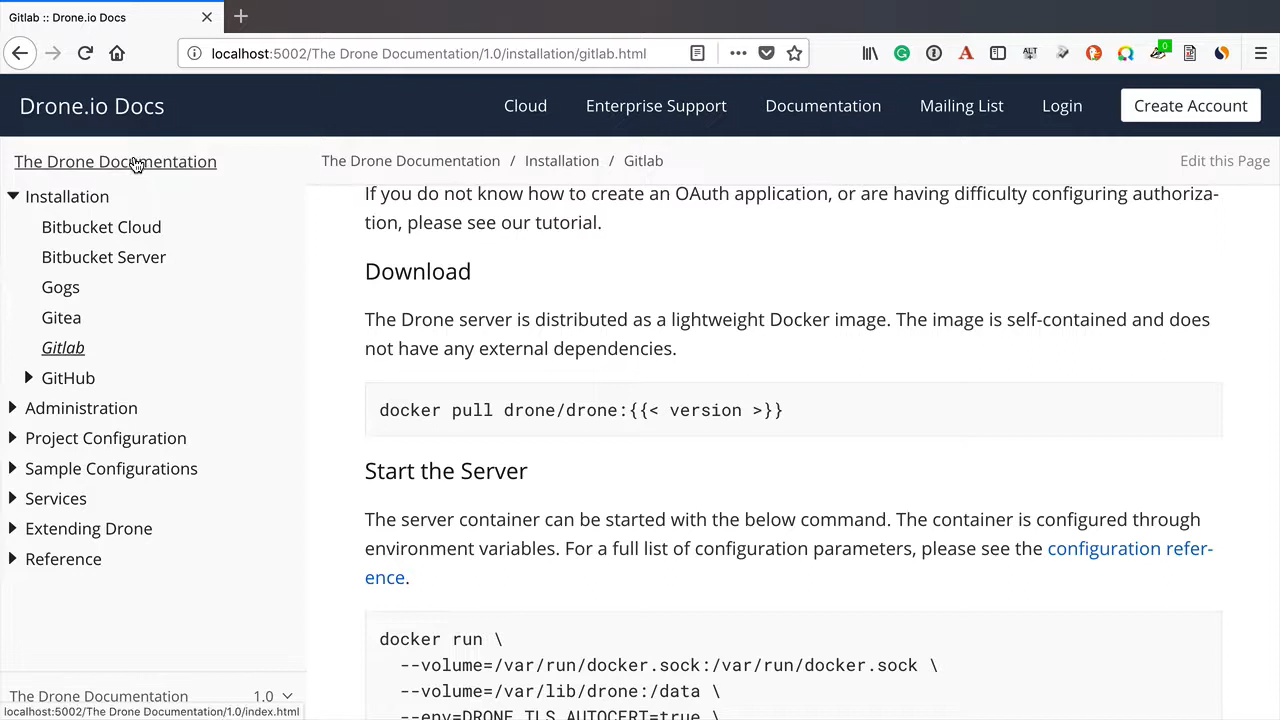 Gitlab :: Drone.io Docs
localhost:5002/The Drone Documentation/1.0/installation/gitlab.html
ALT
0
Drone.io Docs
Cloud
Enterprise Support
Documentation
Mailing List
Login
Create Account
The Drone Documentation
Installation
Bitbucket Cloud
Bitbucket Server
Gogs
Gitea
Gitlab
GitHub
Administration
Project Configuration
Sample Configurations
Services
Extending Drone
Reference
The Drone Documentation 1.0
localhost:5002/The Drone Documentation/1.0/index.html
The Drone Documentation / Installation / Gitlab
Edit this Page
If you do not know how to create an OAuth application, or are having difficulty configuring authoriza-
tion, please see our tutorial.
Download
The Drone server is distributed as a lightweight Docker image. The image is self-contained and does
not have any external dependencies.
docker pull drone/drone:{{< version >}}
Start the Server
The server container can be started with the below command. The container is configured through
environment variables. For a full list of configuration parameters, please see the configuration refer-
ence.
docker run \
--volume=/var/run/docker.sock:/var/run/docker.sock \
--volume=/var/lib/drone:/data \
--env=DRONE_TLS_AUTOCERT=true \